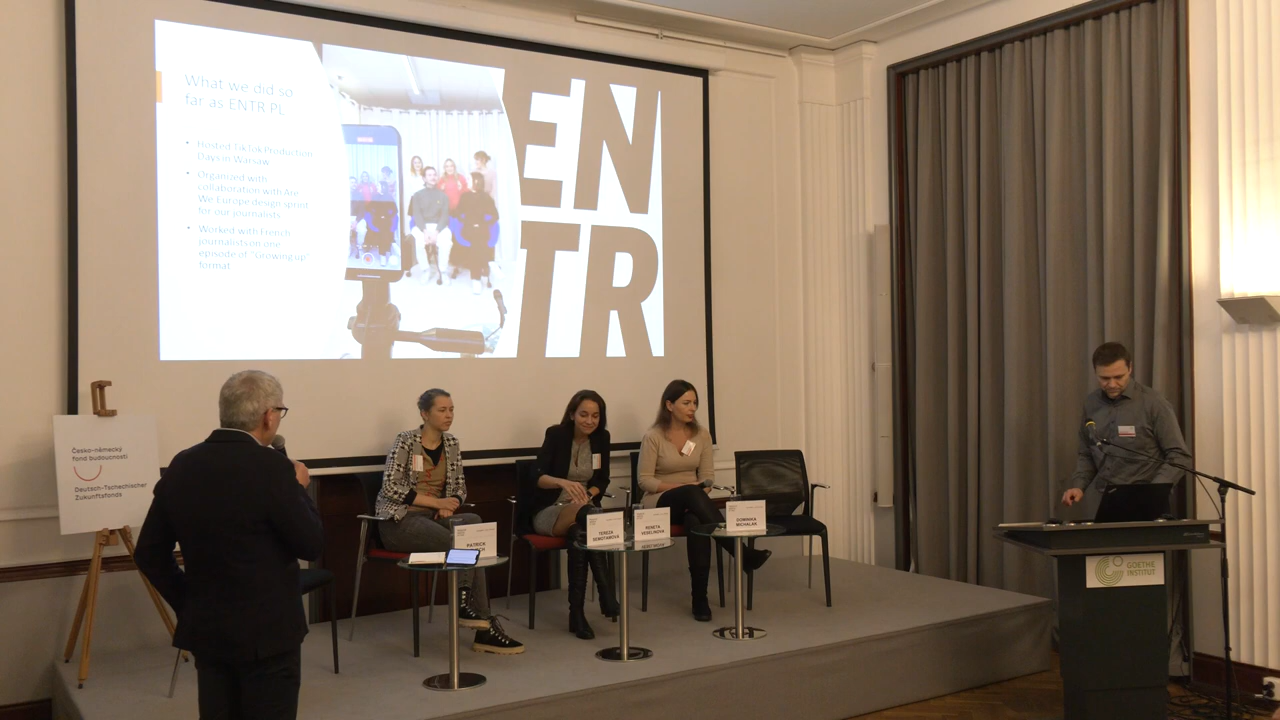 What we did so
far as ENTR PL
• Hosted TikTok Production
Days in Warsaw
• Organized with
collaboration with Are
We Europe design sprint
for our journalists
• Worked with French
journalists on one
episode of "Growing up"
format
EN
TR
Česko-německý
fond budoucnosti
Deutsch-Tschechischer
Zukunftsfonds
PATRICK
TEREZA
SEMOTAMOVA
RENETA
VESELINOVA
DOMINIKA
MICHALAK
GOETHE
INSTITUT